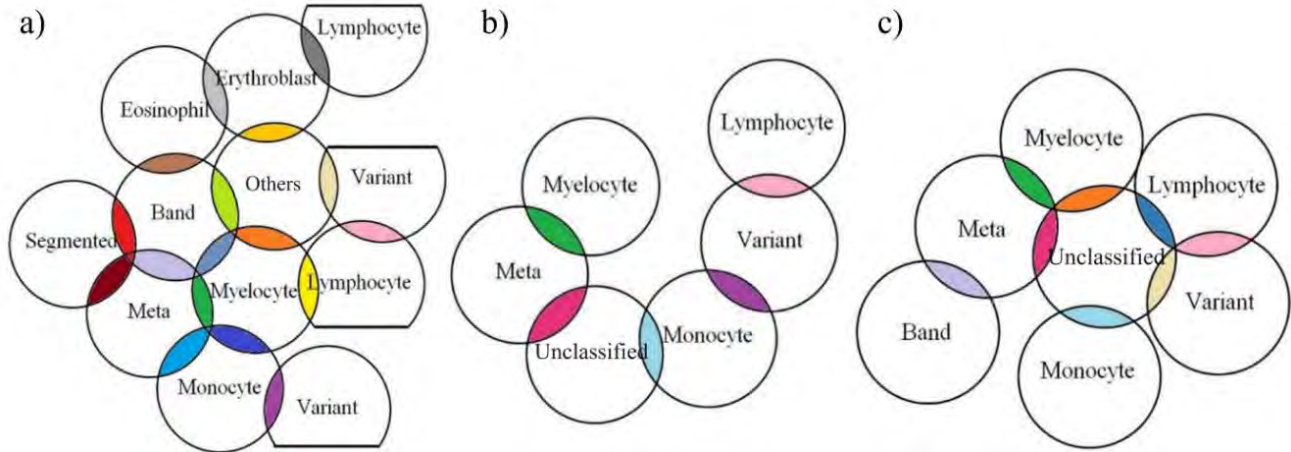 a)
Lymphocyte
Erythroblast
Eosinophil
Others
Variant
Band
Segmented
Meta
Myelocyte
Lymphocyte
Monocyte
Variant
b)
Lymphocyte
Myelocyte
Variant
Meta
Unclassified
Monocyte
c)
Myelocyte
Lymphocyte
Meta
Unclassified
Variant
Band
Monocyte